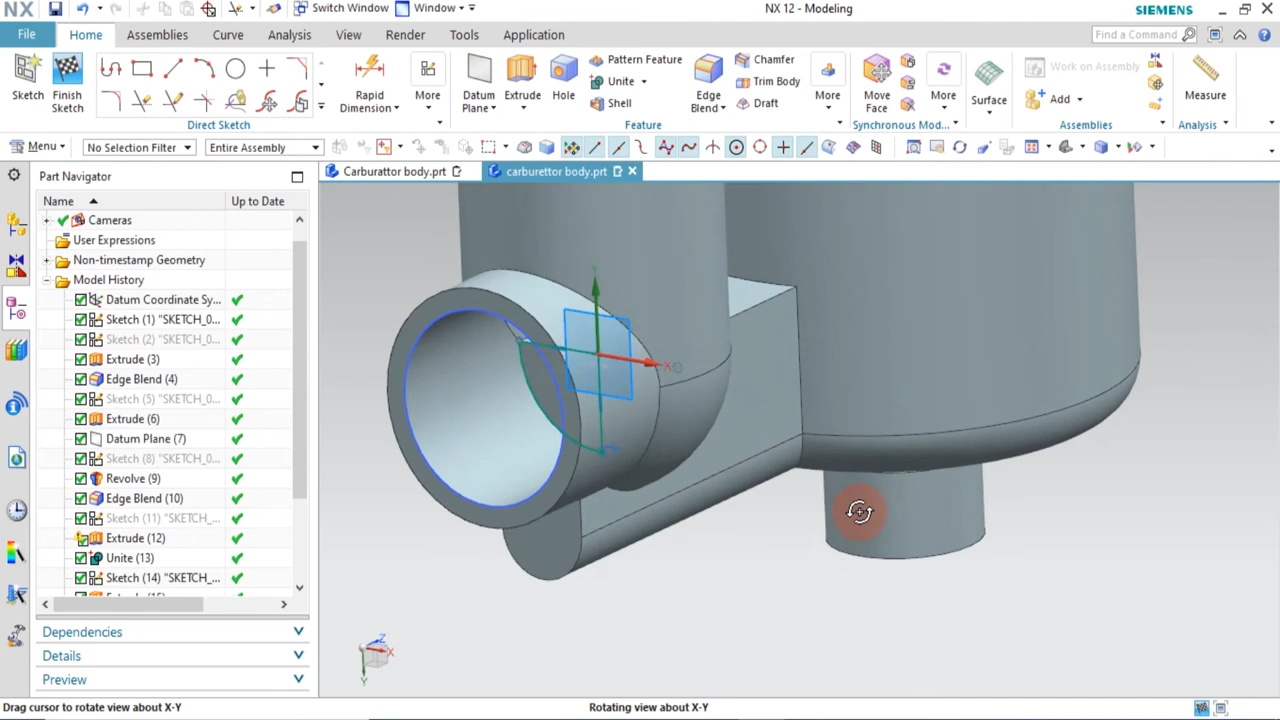 NX
Switch Window
Window
NX 12 - Modeling
SIEMENS
File
Home
Assemblies
Curve
Analysis
View
Render
Tools
Application
Find a Command
Sketch
Finish
Sketch
Rapid
Dimension
More
Datum
Plane
Extrude
Hole
Pattern Feature
Unite
Shell
Edge
Blend
Chamfer
Trim Body
Draft
More
Move
Face
More
Surface
Work on Assembly
Add
Measure
Direct Sketch
Feature
Synchronous Mod...
Assemblies
Analysis
Menu
No Selection Filter
Entire Assembly
Part Navigator
Carburattor body.prt
carburettor body.prt
Name
Up to Date
Cameras
User Expressions
Non-timestamp Geometry
Model History
Datum Coordinate Sy...
Sketch (1) "SKETCH_0...
Sketch (2) "SKETCH_0...
Extrude (3)
Edge Blend (4)
Sketch (5) "SKETCH_0...
Extrude (6)
Datum Plane (7)
Sketch (8) "SKETCH_0...
Revolve (9)
Edge Blend (10)
Sketch (11) "SKETCH_...
Extrude (12)
Unite (13)
Sketch (14) "SKETCH_...
Extrude (15)
Dependencies
Details
Preview
Y
X
Z
X
Y
Drag cursor to rotate view about X-Y
Rotating view about X-Y